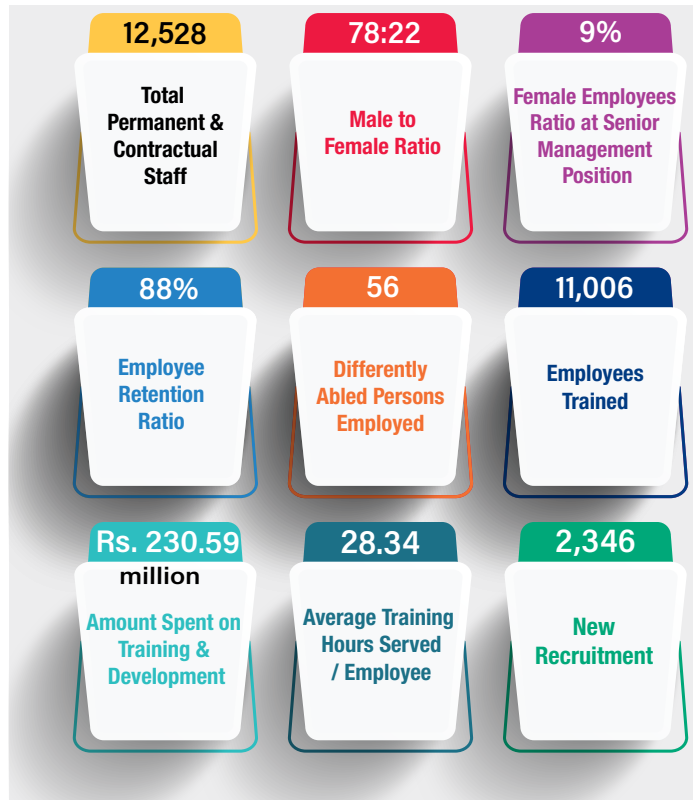 12,528
Total
Permanent &
Contractual
Staff
78:22
Male to
Female Ratio
9%
Female Employees
Ratio at Senior
Management
Position
88%
Employee
Retention
Ratio
56
Differently
Abled Persons
Employed
11,006
Employees
Trained
Rs. 230.59
million
Amount Spent on
Training &
Development
28.34
Average Training
Hours Served
/ Employee
2,346
New
Recruitment